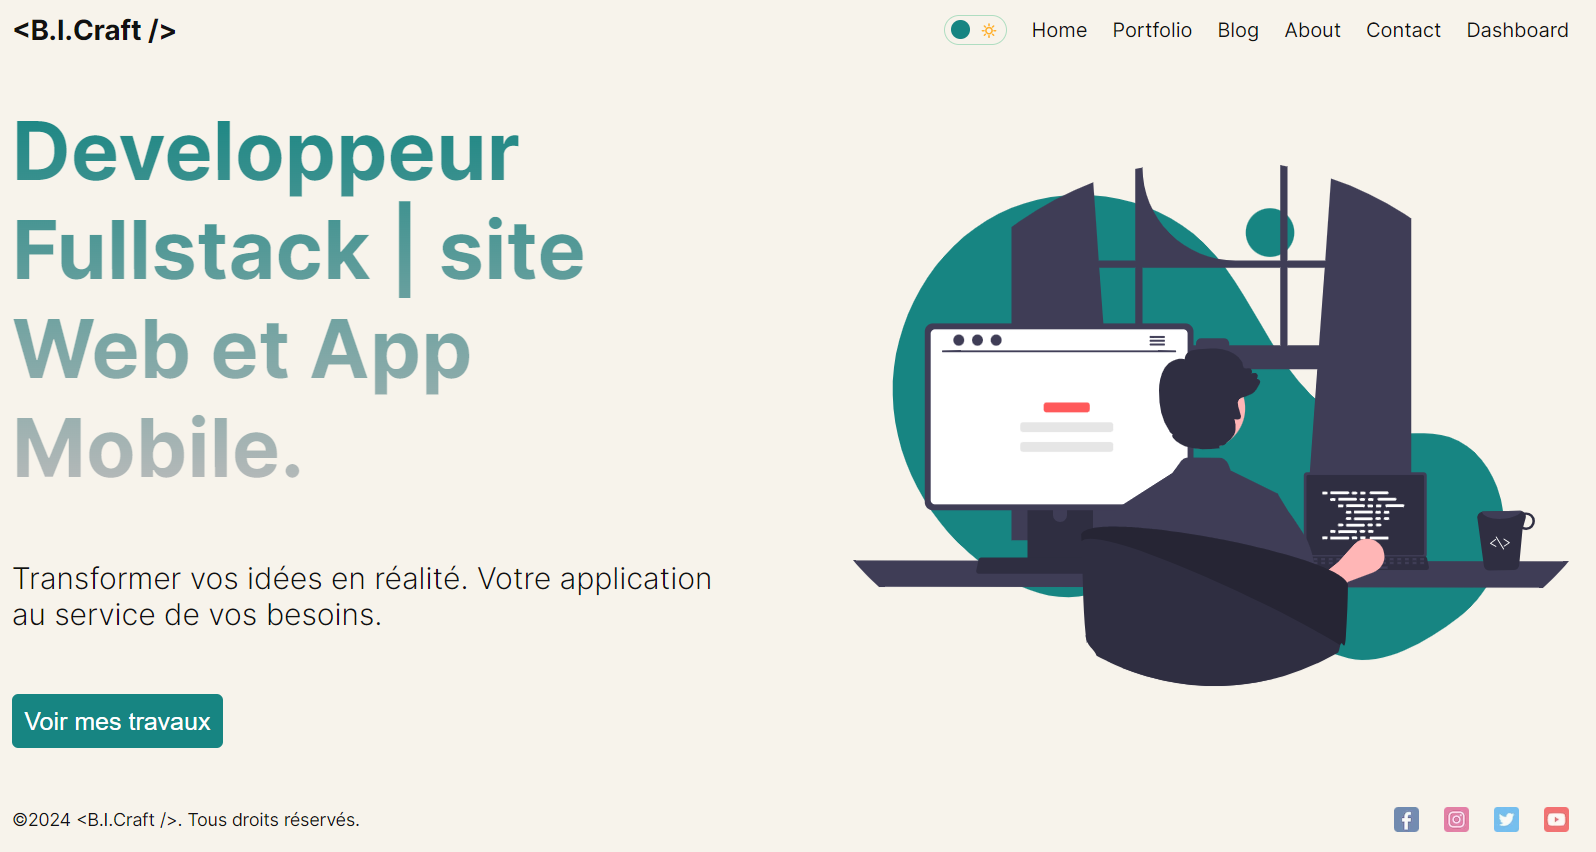 <B.I.Craft />
Home Portfolio Blog About Contact Dashboard
Developpeur
Fullstack | site
Web et App
Mobile.
Transformer vos idées en réalité. Votre application
au service de vos besoins.
Voir mes travaux
<\>
©2024 <B.I.Craft />. Tous droits réservés.